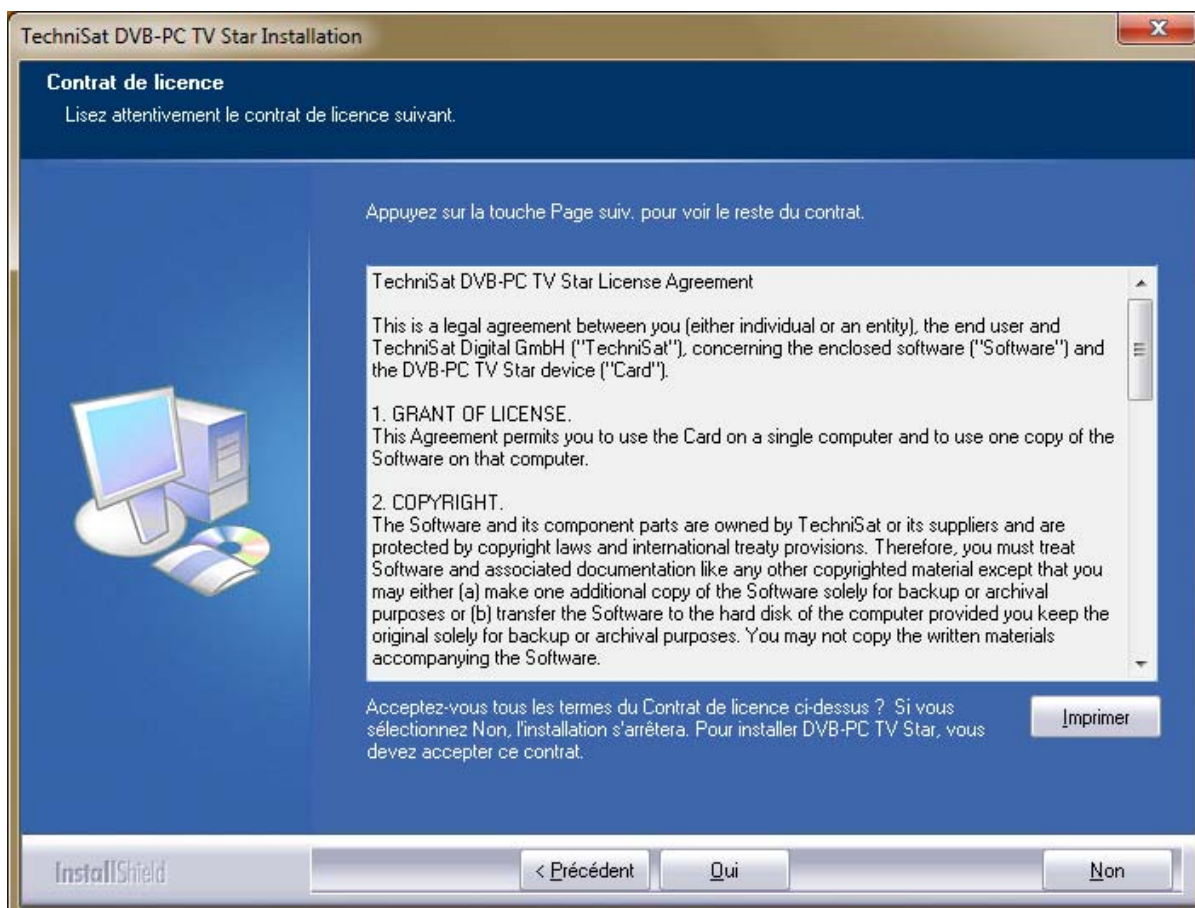 TechniSat DVB-PC TV Star Installation
Contrat de licence
Lisez attentivement le contrat de licence suivant.
Appuyez sur la touche Page suiv. pour voir le reste du contrat.
TechniSat DVB-PC TV Star License Agreement
This is a legal agreement between you (either individual or an entity), the end user and
TechniSat Digital GmbH ("TechniSat"), concerning the enclosed software ("Software") and
the DVB-PC TV Star device ("Card").
1. GRANT OF LICENSE.
This Agreement permits you to use the Card on a single computer and to use one copy of the
Software on that computer.
2. COPYRIGHT.
The Software and its component parts are owned by TechniSat or its suppliers and are
protected by copyright laws and international treaty provisions. Therefore, you must treat
Software and associated documentation like any other copyrighted material except that you
may either (a) make one additional copy of the Software solely for backup or archival
purposes or (b) transfer the Software to the hard disk of the computer provided you keep the
original solely for backup or archival purposes. You may not copy the written materials
accompanying the Software.
Acceptez-vous tous les termes du Contrat de licence ci-dessus ? Si vous
sélectionnez Non, l'installation s'arrêtera. Pour installer DVB-PC TV Star, vous
devez accepter ce contrat.
Imprimer
InstallShield
< Précédent
Oui
Non